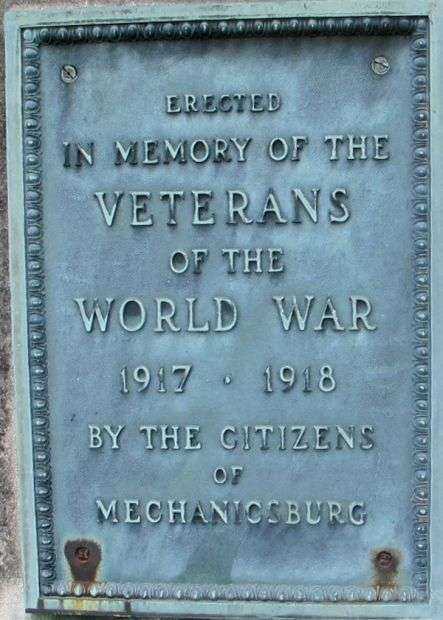 ERECTED
IN MEMORY OF THE
VETERANS
OF THE
WORLD WAR
1917 · 1918
BY THE CITIZENS
OF
MECHANICSBURG